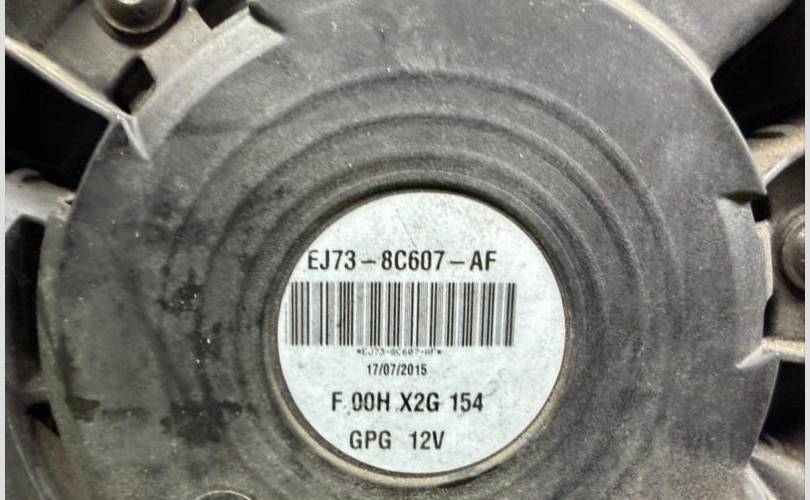 EJ73-8C607-AF
*EJ73-8C607-AF*
17/07/2015
F 00H X2G 154
GPG 12V